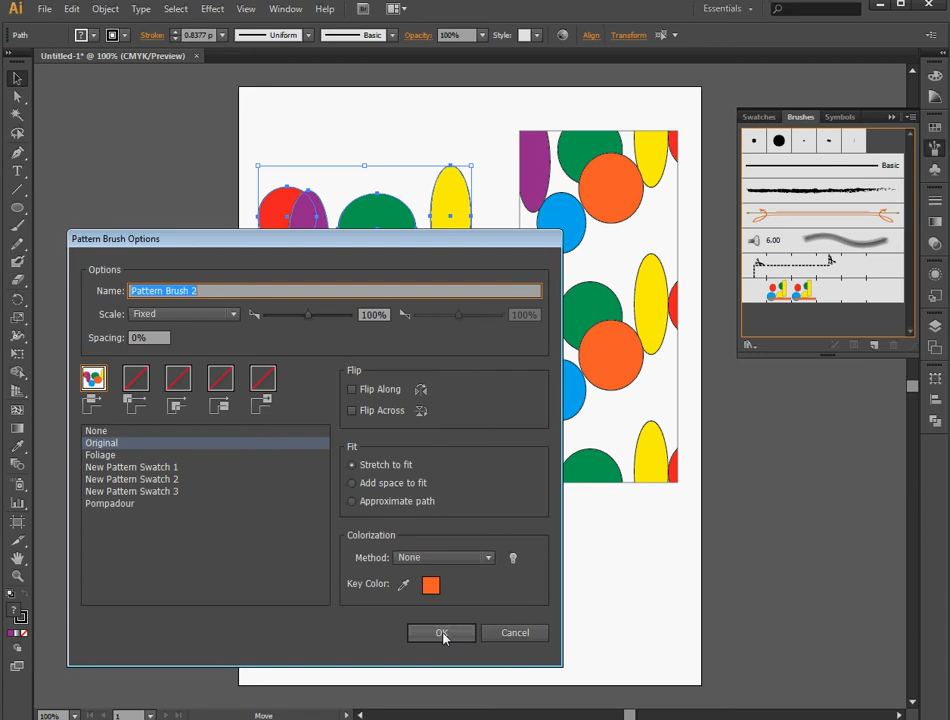 Ai File Edit Object Type Select Effect View Window Help Br Essentials
Path ? Stroke: 0.8377 p Uniform Basic Opacity: 100% Style: Align Transform
Untitled-1* @ 100% (CMYK/Preview) ×
Swatches Brushes Symbols
Basic
6.00
Pattern Brush Options
Options
Name: Pattern Brush 2
Scale: Fixed 100% 100%
Spacing: 0%
Flip
Flip Along
Flip Across
None
Original
Foliage
New Pattern Swatch 1
New Pattern Swatch 2
New Pattern Swatch 3
Pompadour
Fit
Stretch to fit
Add space to fit
Approximate path
Colorization
Method: None
Key Color:
OK Cancel
?
100% 1 Move